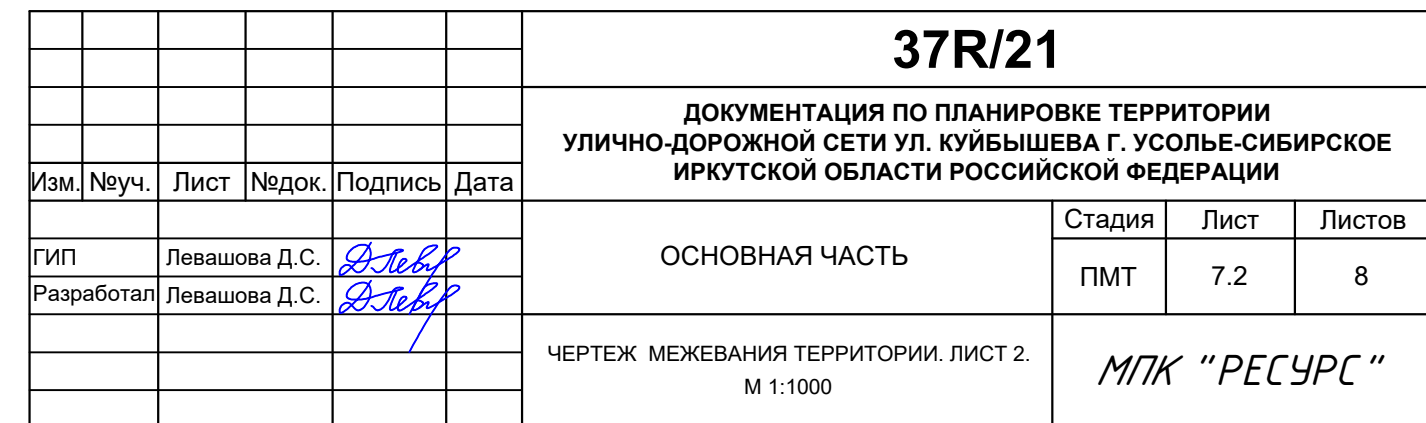 37R/21
ДОКУМЕНТАЦИЯ ПО ПЛАНИРОВКЕ ТЕРРИТОРИИ
УЛИЧНО-ДОРОЖНОЙ СЕТИ УЛ. КУЙБЫШЕВА Г. УСОЛЬЕ-СИБИРСКОЕ
ИРКУТСКОЙ ОБЛАСТИ РОССИЙСКОЙ ФЕДЕРАЦИИ
Изм. №уч. Лист №док. Подпись Дата
ОСНОВНАЯ ЧАСТЬ
Стадия Лист Листов
ПМТ 7.2 8
ГИП Левашова Д.С.
Разработал Левашова Д.С.
ЧЕРТЕЖ МЕЖЕВАНИЯ ТЕРРИТОРИИ. ЛИСТ 2.
М 1:1000
МПК "РЕСУРС"